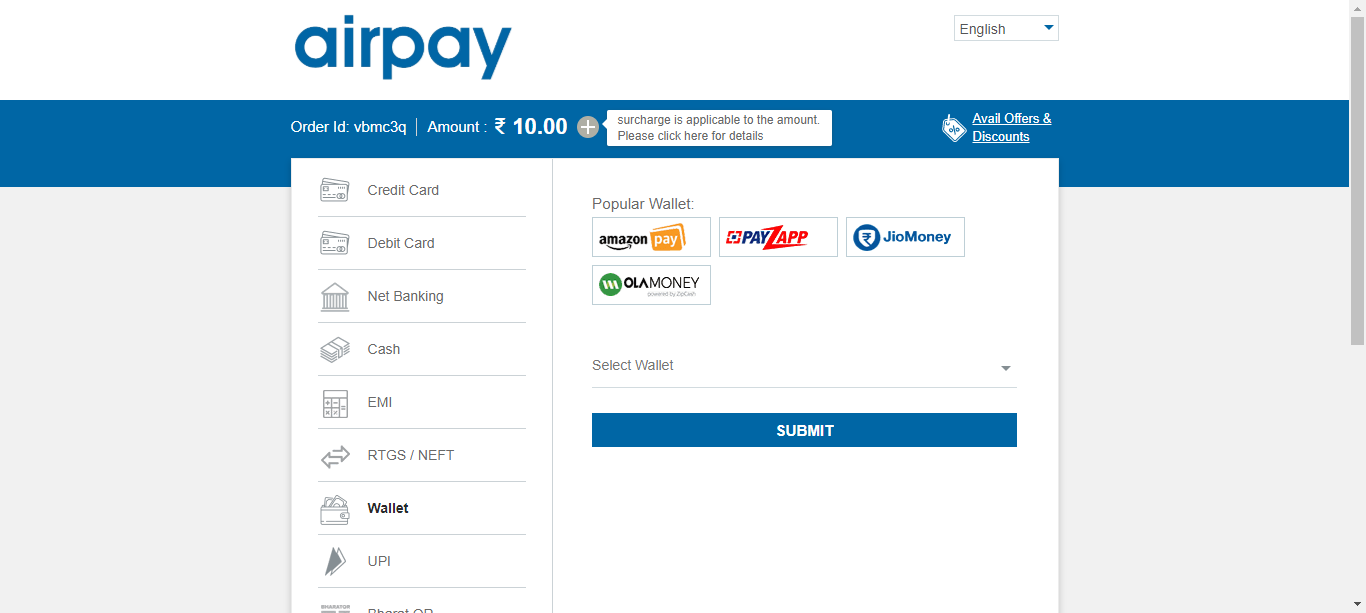 airpay
English
Order Id: vbmc3q
Amount : ₹ 10.00
surcharge is applicable to the amount.
Please click here for details
Avail Offers &
Discounts
Credit Card
Debit Card
Net Banking
Cash
EMI
RTGS / NEFT
Wallet
UPI
BHARATQR
Bharat QR
Popular Wallet:
amazon pay
PAYZAPP
JioMoney
OLAMONEY
powered by ZipCash
Select Wallet
SUBMIT